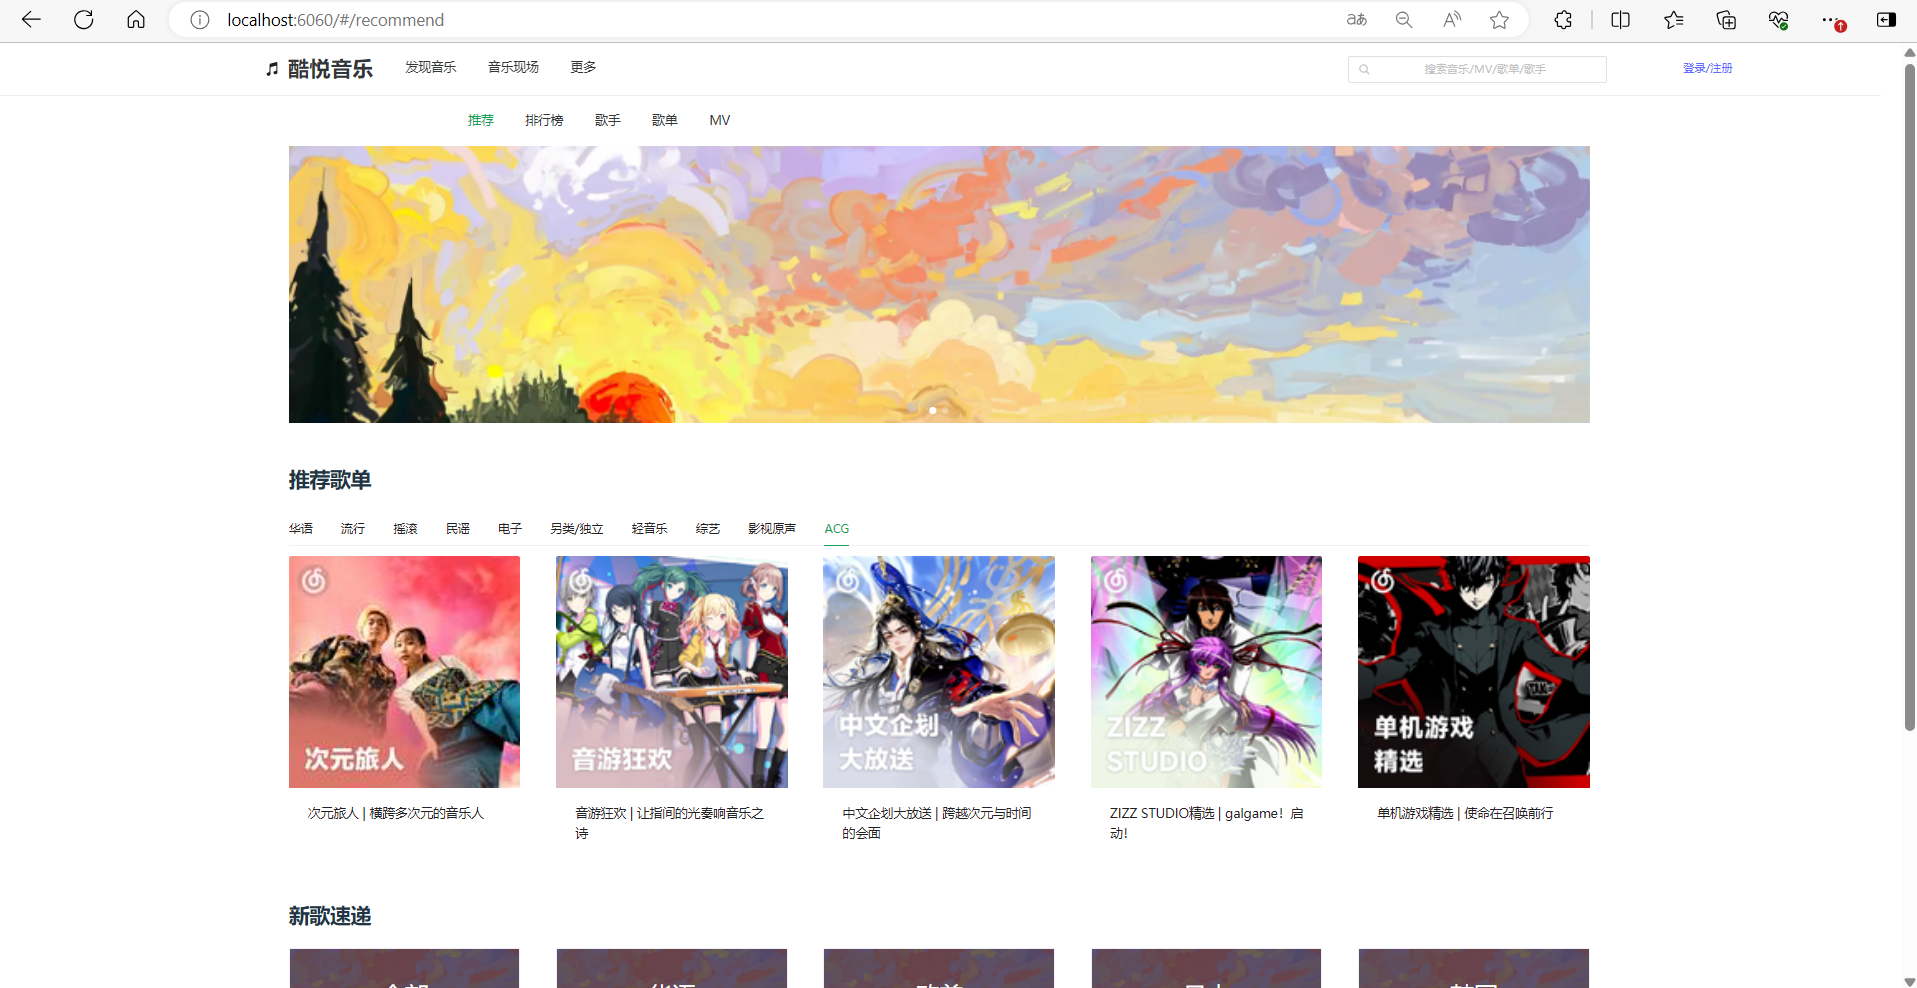 localhost:6060/#/recommend
酷悦音乐 发现音乐 音乐现场 更多 搜索音乐/MV/歌单/歌手 登录/注册
推荐 排行榜 歌手 歌单 MV
推荐歌单
华语 流行 摇滚 民谣 电子 另类/独立 轻音乐 综艺 影视原声 ACG
次元旅人
音游狂欢
中文企划
大放送
ZIZZ
STUDIO
单机游戏
精选
次元旅人 | 横跨多次元的音乐人
音游狂欢 | 让指间的光奏响音乐之
诗
中文企划大放送 | 跨越次元与时间
的会面
ZIZZ STUDIO精选 | galgame！启
动！
单机游戏精选 | 使命在召唤前行
新歌速递